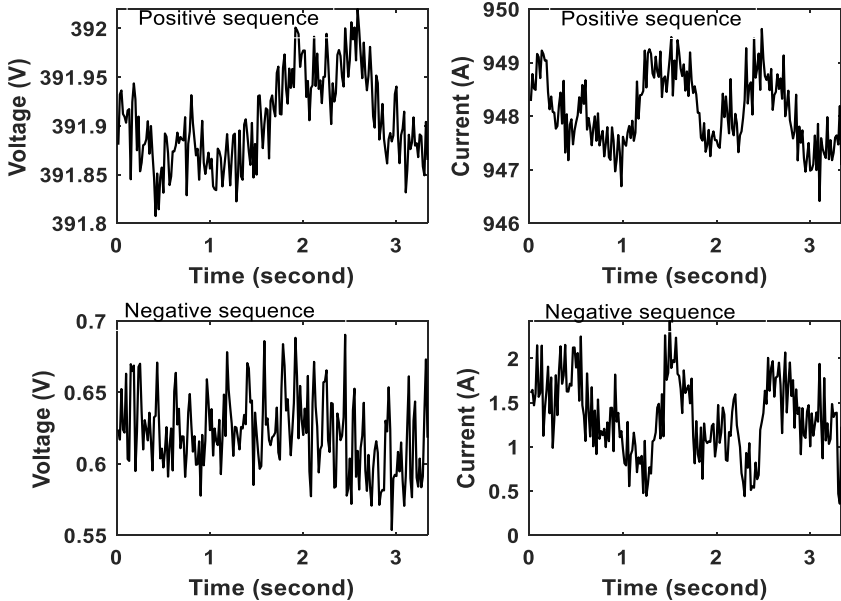 Positive sequence
392
391.95
391.9
391.85
391.8
Voltage (V)
0 1 2 3
Time (second)
Positive sequence
950
949
948
947
946
Current (A)
0 1 2 3
Time (second)
Negative sequence
0.7
0.65
0.6
0.55
Voltage (V)
0 1 2 3
Time (second)
Negative sequence
2
1.5
1
0.5
0
Current (A)
0 1 2 3
Time (second)